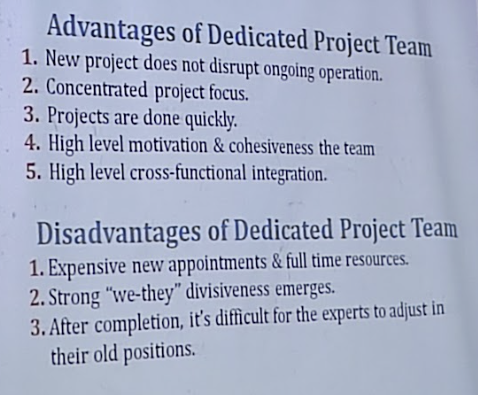 Advantages of Dedicated Project Team
1. New project does not disrupt ongoing operation.
2. Concentrated project focus.
3. Projects are done quickly.
4. High level motivation & cohesiveness the team
5. High level cross-functional integration.
Disadvantages of Dedicated Project Team
1. Expensive new appointments & full time resources.
2. Strong “we-they” divisiveness emerges.
3. After completion, it's difficult for the experts to adjust in
their old positions.